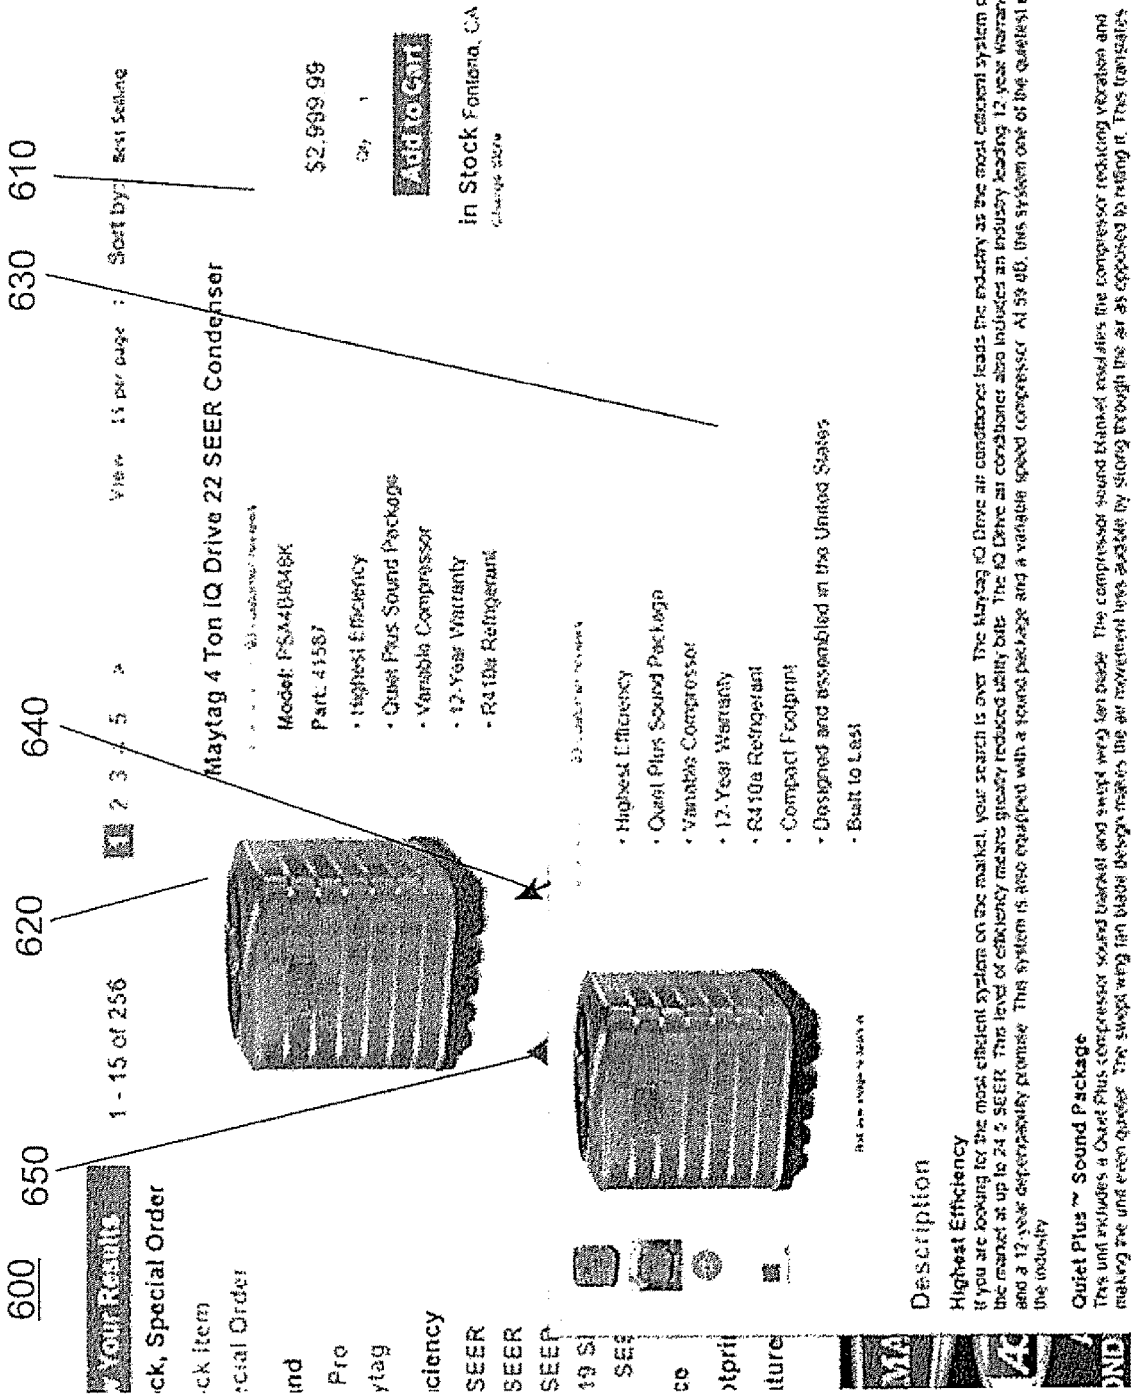 600
650
620
640
630
610
Your Results
1 - 15 of 256
1 2 3 4 5 >
View 15 per page
Sort by: Best Selling
ck, Special Order
ck Item
ecial Order
nd
Pro
ytag
ciency
SEER
SEER
SEER
19 SE
SEE
ce
otpri
ture
Maytag 4 Ton IQ Drive 22 SEER Condenser
Part: 41587
• Highest Efficiency
• Quiet Plus Sound Package
• Variable Compressor
• 12-Year Warranty
• R410a Refrigerant
$2,999.99
Qty 1
Add to Cart
in Stock Fontana, CA
Change Store
• Highest Efficiency
• Quiet Plus Sound Package
• Variable Compressor
• 12-Year Warranty
• R410a Refrigerant
• Compact Footprint
• Designed and assembled in the United States
• Built to Last
Description
Highest Efficiency
If you are looking for the most efficient system on the market, your search is over. The Maytag iQ Drive air conditioner leads the industry as the most efficient system
the market at up to 24.5 SEER. This level of efficiency means greatly reduced utility bills. The iQ Drive air conditioner also includes an industry leading 12 year warran
and a 12-year dependability promise. This system is also equipped with a sound package and a variable speed compressor. At 59 dB, this system one of the quietest
the industry
Quiet Plus™ Sound Package
This unit includes a Quiet Plus compressor sound blanket and swept wing fan blade. The compressor sound blanket insulates the compressor reducing vibration and
making the unit even quieter. The swept wing fan blade design makes the air movement less audible by slicing through the air as opposed to hitting it. This translates